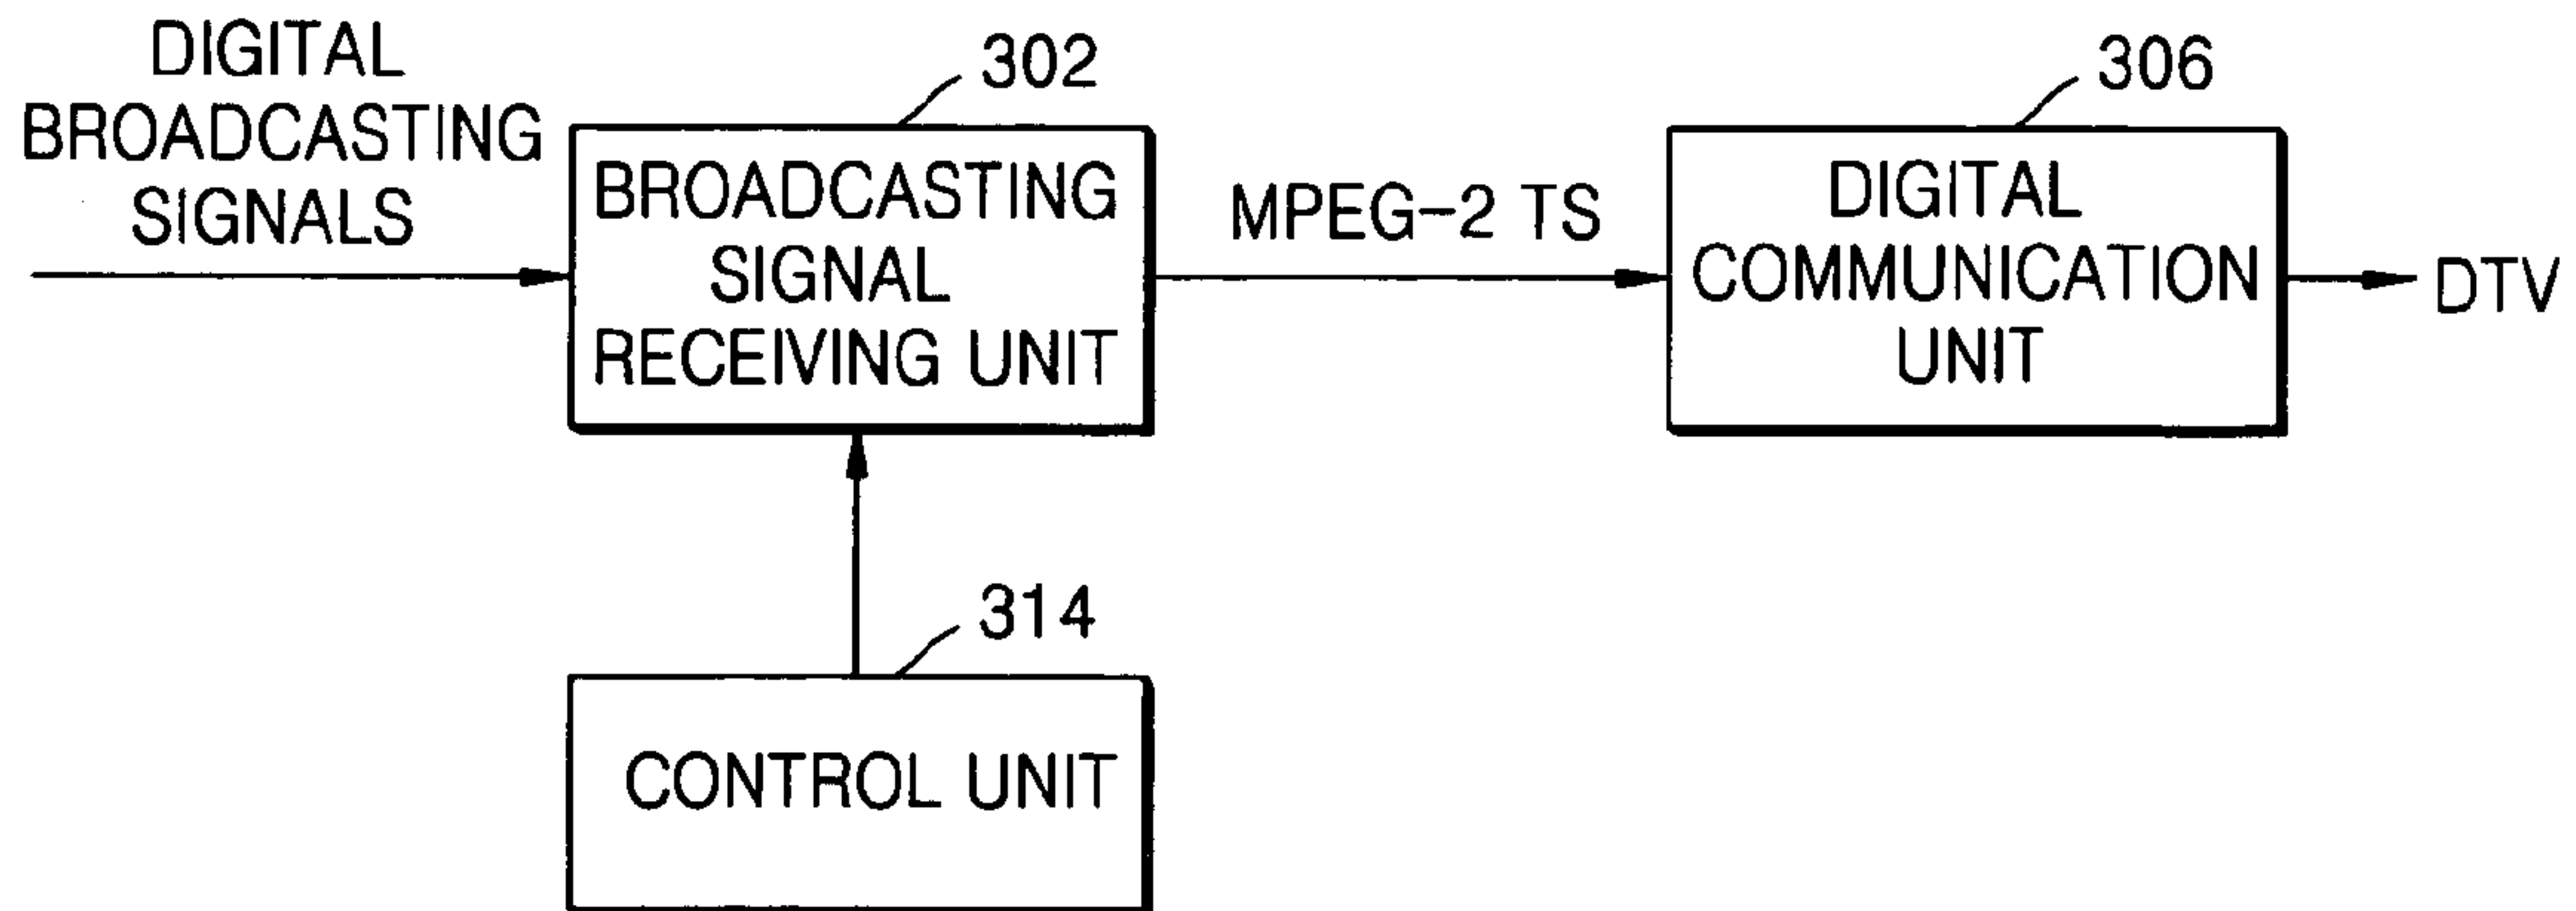 DIGITAL
BROADCASTING
SIGNALS
302
BROADCASTING
SIGNAL
RECEIVING UNIT
MPEG-2 TS
306
DIGITAL
COMMUNICATION
UNIT
DTV
314
CONTROL UNIT